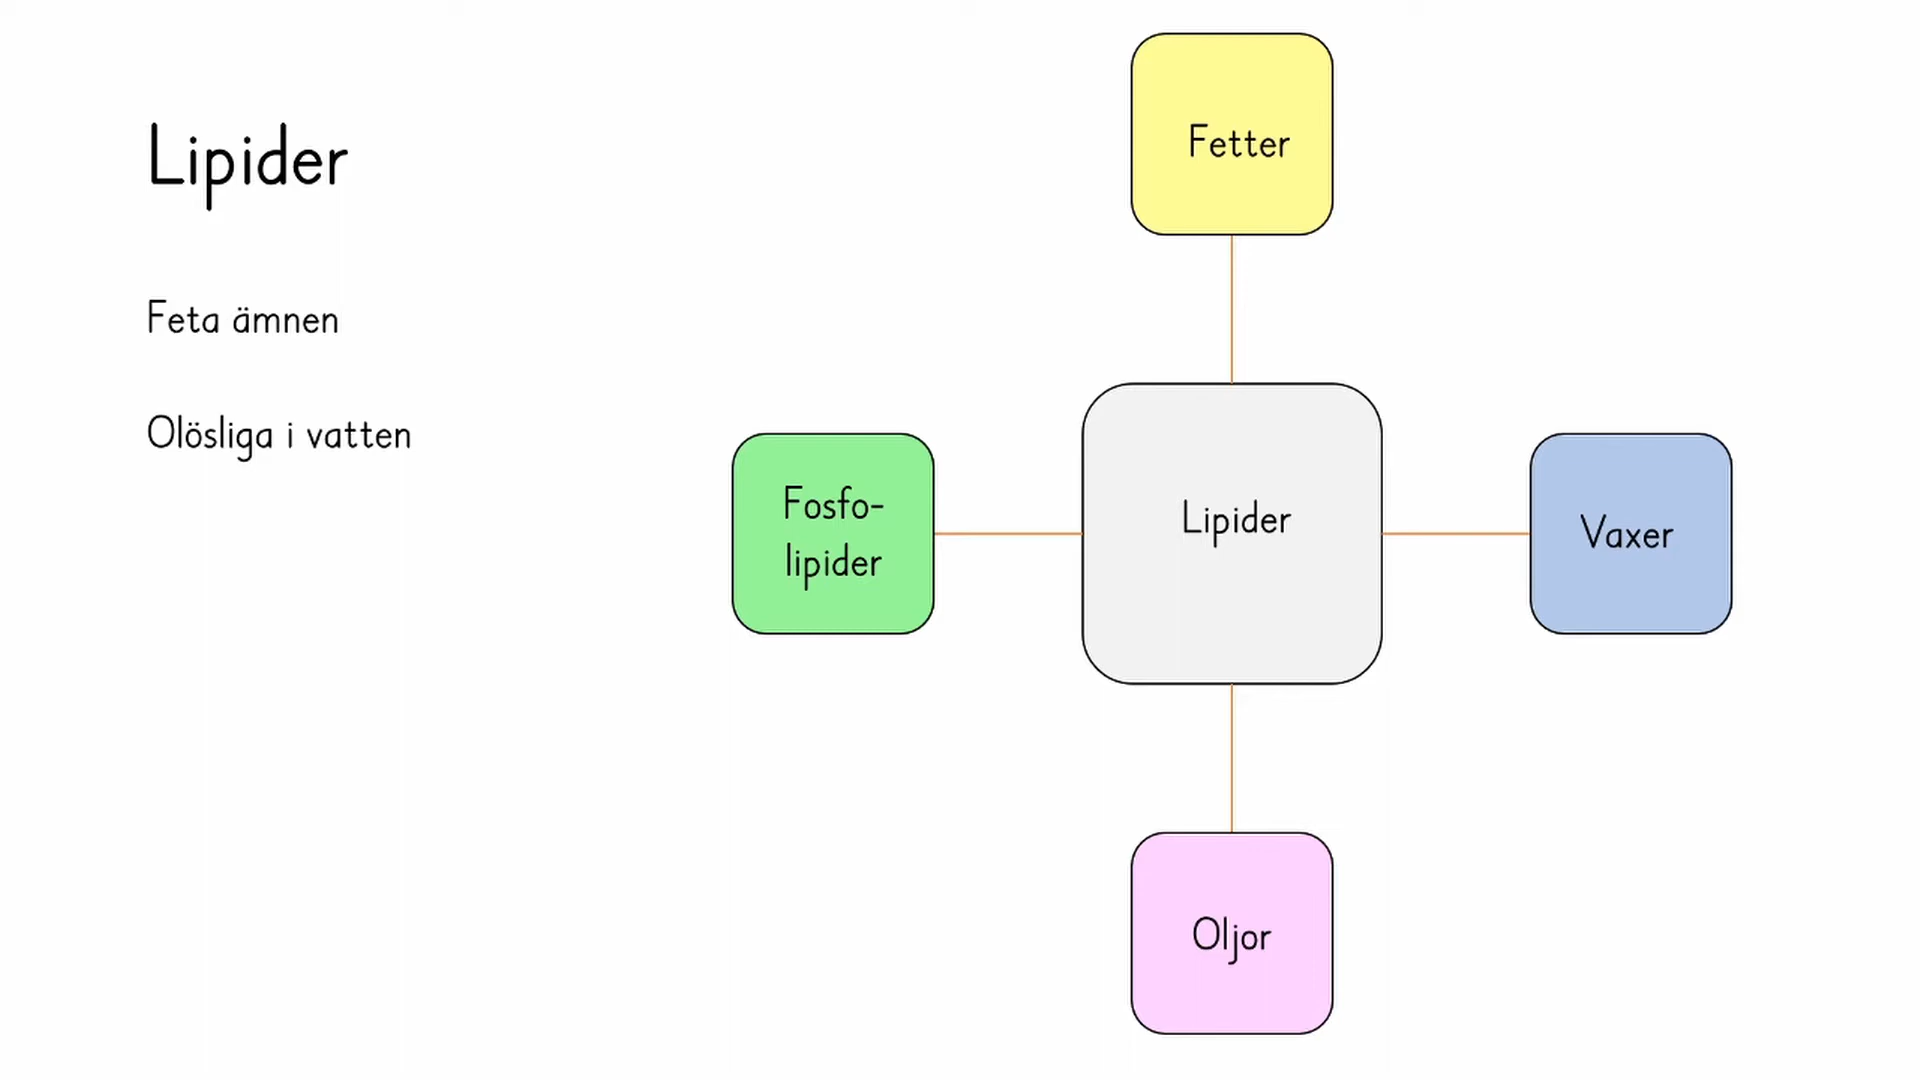 Lipider
Feta ämnen
Olösliga i vatten
Fetter
Fosfo-
lipider
Lipider
Vaxer
Oljor